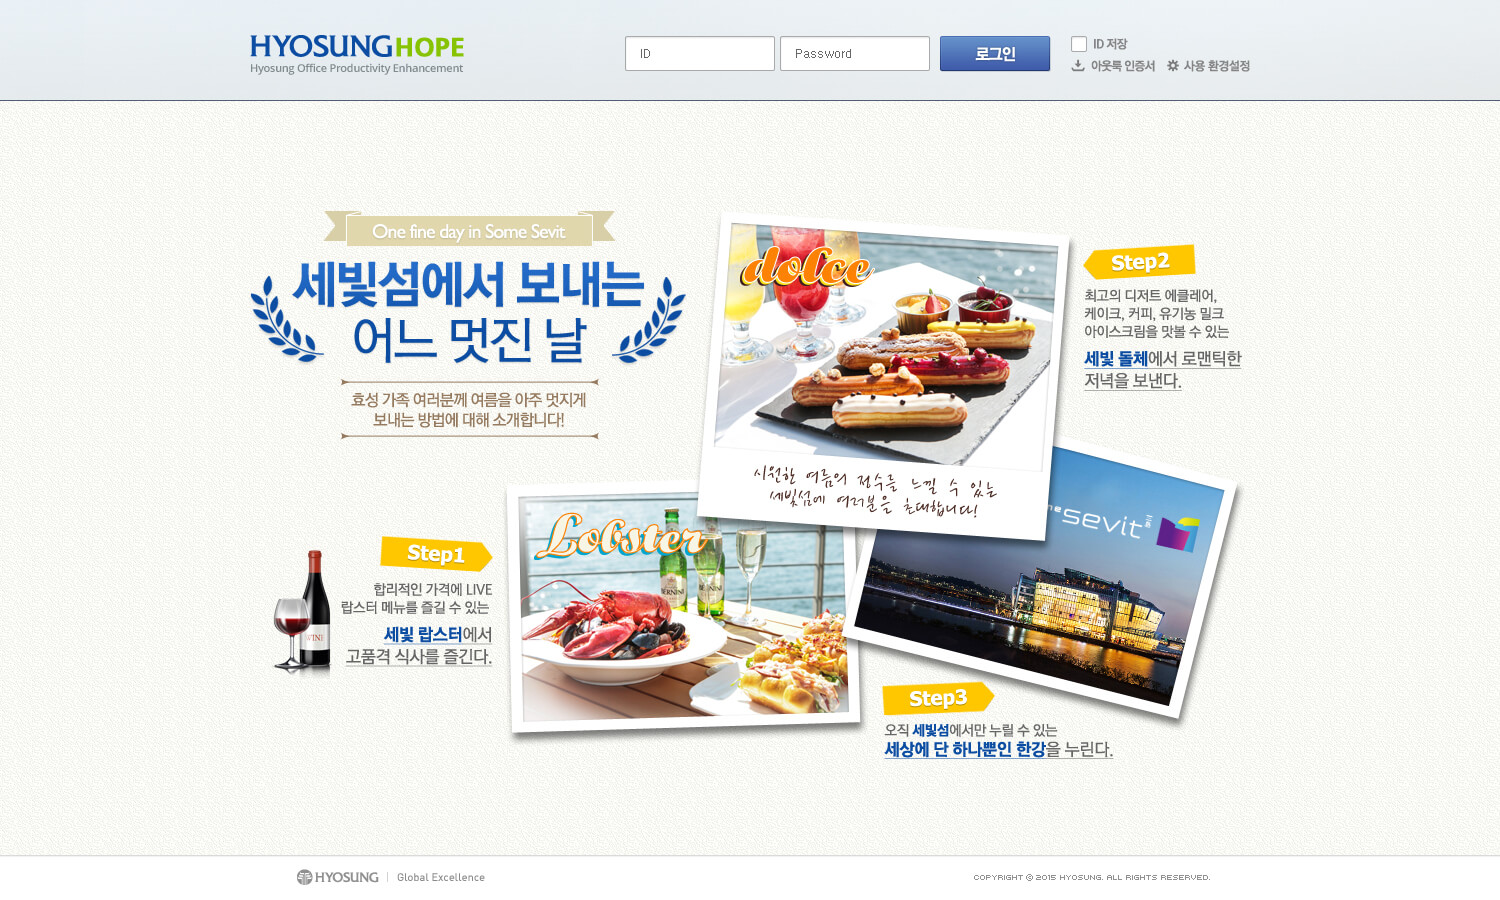 HYOSUNG HOPE
Hyosung Office Productivity Enhancement
ID
Password
로그인
ID 저장
아웃룩 인증서
사용 환경설정
One fine day in Some Sevit
세빛섬에서 보내는
어느 멋진 날
효성 가족 여러분께 여름을 아주 멋지게
보내는 방법에 대해 소개합니다!
dolce
시원한 여름의 정수를 느낄 수 있는
세빛섬에 여러분을 초대합니다!
Step2
최고의 디저트 에클레어,
케이크, 커피, 유기농 밀크
아이스크림을 맛볼 수 있는
세빛 돌체에서 로맨틱한
저녁을 보낸다.
Step1
합리적인 가격에 LIVE
랍스터 메뉴를 즐길 수 있는
세빛 랍스터에서
고품격 식사를 즐긴다.
Lobster
sevit
Step3
오직 세빛섬에서만 누릴 수 있는
세상에 단 하나뿐인 한강을 누린다.
HYOSUNG
Global Excellence
COPYRIGHT © 2015 HYOSUNG. ALL RIGHTS RESERVED.